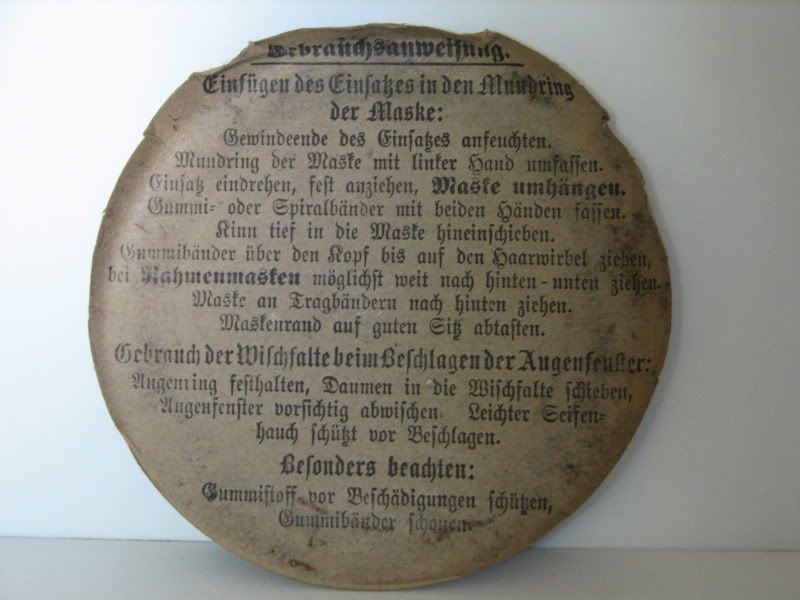 Gebrauchsanweisung.
Einfügen des Einsatzes in den Mundring
der Maske:
Gewindeende des Einsatzes anfeuchten.
Mundring der Maske mit linker Hand umfassen.
Einsatz eindrehen, fest anziehen, Maske umhängen.
Gummi- oder Spiralbänder mit beiden Händen fassen.
Kinn tief in die Maske hineinschieben.
Gummibänder über den Kopf bis auf den Haarwirbel ziehen,
bei Rahmenmasken möglichst weit nach hinten-unten ziehen.
Maske an Tragbändern nach hinten ziehen.
Maskenrand auf guten Sitz abtasten.
Gebrauch der Wischfalte beim Beschlagen der Augenfenster:
Augenring festhalten, Daumen in die Wischfalte schieben,
Augenfenster vorsichtig abwischen. Leichter Seifen-
hauch schützt vor Beschlagen.
Besonders beachten:
Gummistoff vor Beschädigungen schützen,
Gummibänder schonen.